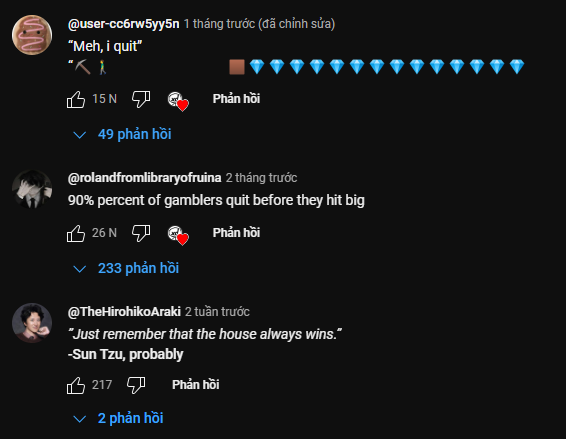 @user-cc6rw5yy5n 1 tháng trước (đã chỉnh sửa)
“Meh, i quit”
“⛏️🚶‍♂️ 🟫💎💎💎💎💎💎💎💎💎💎💎💎💎💎
15 N Phản hồi
49 phản hồi
@rolandfromlibraryofruina 2 tháng trước
90% percent of gamblers quit before they hit big
26 N Phản hồi
233 phản hồi
@TheHirohikoAraki 2 tuần trước
”Just remember that the house always wins.”
-Sun Tzu, probably
217 Phản hồi
2 phản hồi